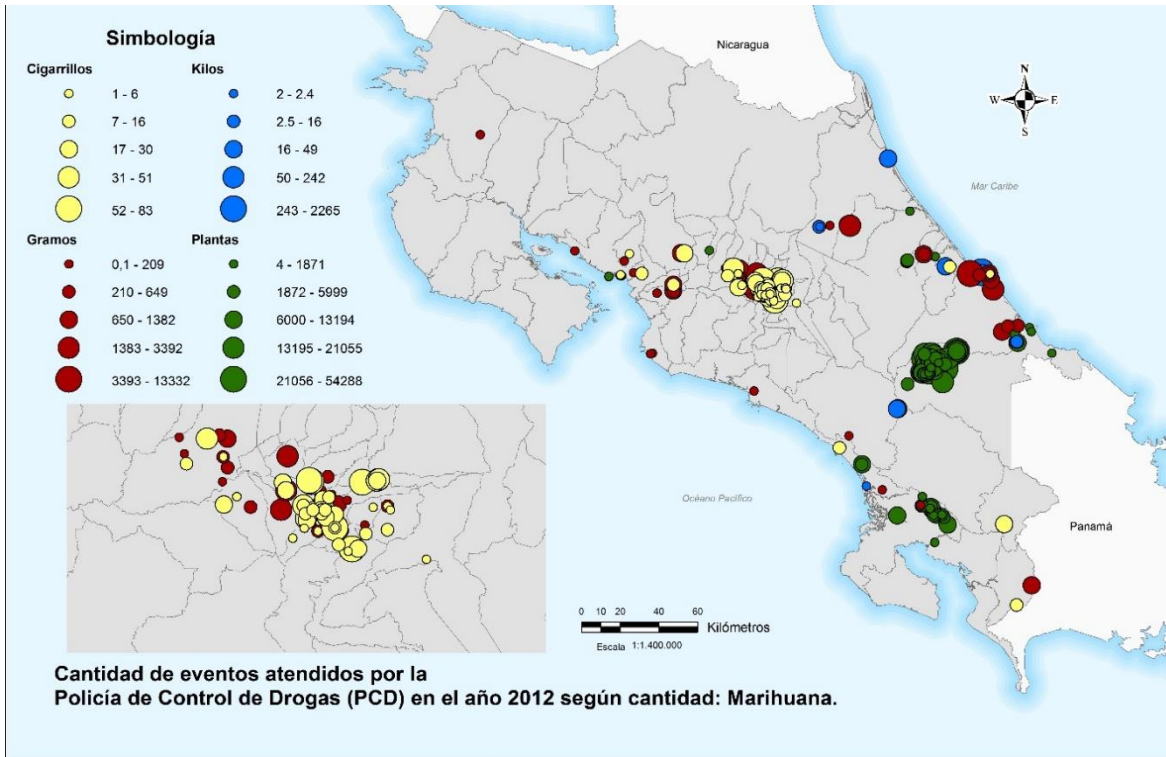 Simbología
Cigarrillos
1 - 6
7 - 16
17 - 30
31 - 51
52 - 83
Kilos
2 - 2.4
2.5 - 16
16 - 49
50 - 242
243 - 2265
Gramos
0,1 - 209
210 - 649
650 - 1382
1383 - 3392
3393 - 13332
Plantas
4 - 1871
1872 - 5999
6000 - 13194
13195 - 21055
21056 - 54288
Nicaragua
N
W
E
S
Mar Caribe
Océano Pacífico
Panamá
0 10 20 40 60
Kilómetros
Escala 1:1.400.000
Cantidad de eventos atendidos por la
Policía de Control de Drogas (PCD) en el año 2012 según cantidad: Marihuana.